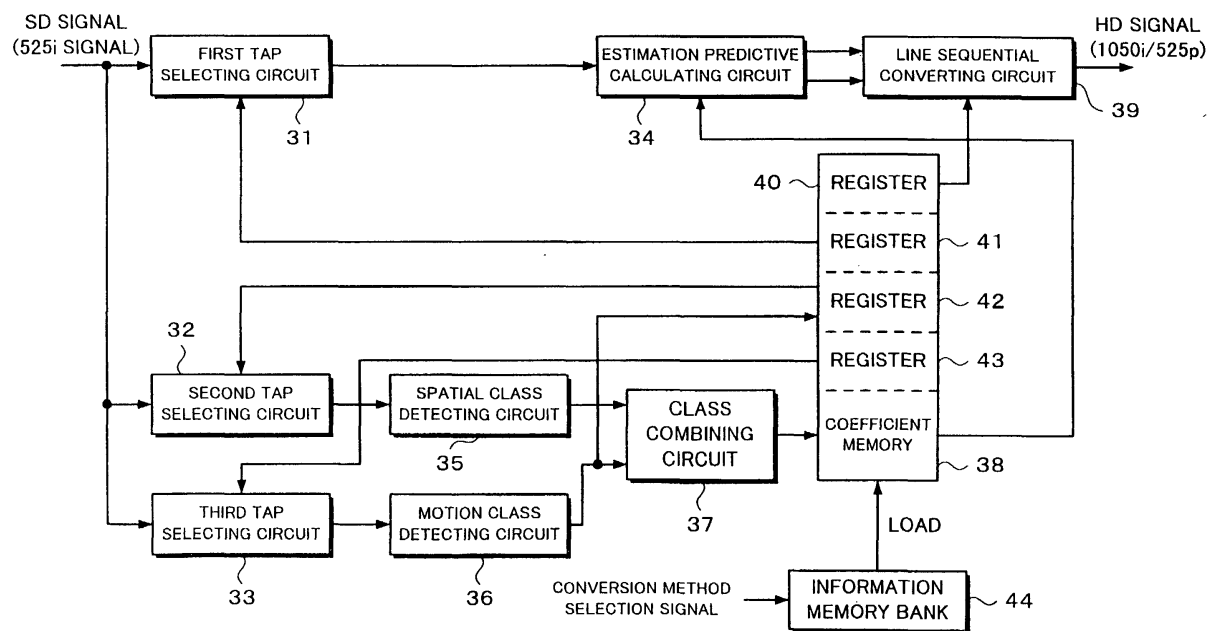 SD SIGNAL
(525i SIGNAL)
FIRST TAP
SELECTING CIRCUIT
31
ESTIMATION PREDICTIVE
CALCULATING CIRCUIT
34
LINE SEQUENTIAL
CONVERTING CIRCUIT
39
HD SIGNAL
(1050i/525p)
40
REGISTER
REGISTER
41
REGISTER
42
REGISTER
43
32
SECOND TAP
SELECTING CIRCUIT
SPATIAL CLASS
DETECTING CIRCUIT
35
CLASS
COMBINING
CIRCUIT
37
COEFFICIENT
MEMORY
38
THIRD TAP
SELECTING CIRCUIT
33
MOTION CLASS
DETECTING CIRCUIT
36
LOAD
CONVERSION METHOD
SELECTION SIGNAL
INFORMATION
MEMORY BANK
44